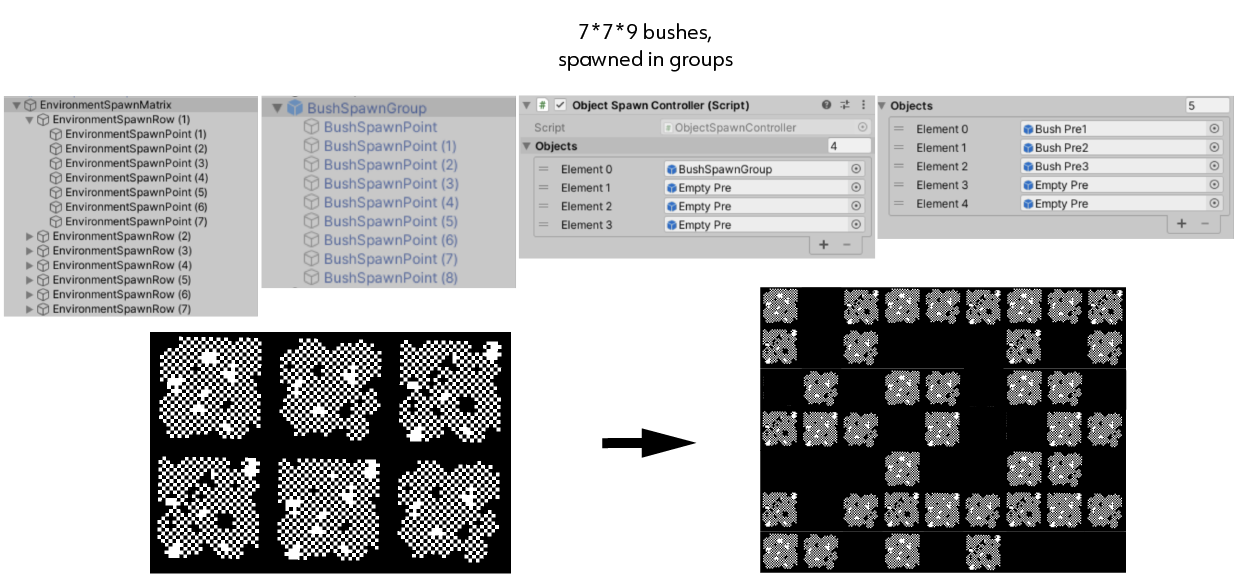 7*7*9 bushes,
spawned in groups
EnvironmentSpawnMatrix
EnvironmentSpawnRow (1)
EnvironmentSpawnPoint (1)
EnvironmentSpawnPoint (2)
EnvironmentSpawnPoint (3)
EnvironmentSpawnPoint (4)
EnvironmentSpawnPoint (5)
EnvironmentSpawnPoint (6)
EnvironmentSpawnPoint (7)
EnvironmentSpawnRow (2)
EnvironmentSpawnRow (3)
EnvironmentSpawnRow (4)
EnvironmentSpawnRow (5)
EnvironmentSpawnRow (6)
EnvironmentSpawnRow (7)
BushSpawnGroup
BushSpawnPoint
BushSpawnPoint (1)
BushSpawnPoint (2)
BushSpawnPoint (3)
BushSpawnPoint (4)
BushSpawnPoint (5)
BushSpawnPoint (6)
BushSpawnPoint (7)
BushSpawnPoint (8)
# Object Spawn Controller (Script)
Script ObjectSpawnController
Objects 4
Element 0 BushSpawnGroup
Element 1 Empty Pre
Element 2 Empty Pre
Element 3 Empty Pre
Objects 5
Element 0 Bush Pre1
Element 1 Bush Pre2
Element 2 Bush Pre3
Element 3 Empty Pre
Element 4 Empty Pre